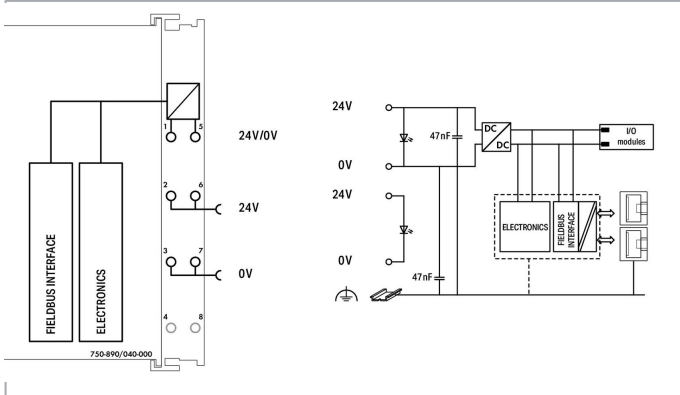 1
5
24V/0V
2
6
24V
3
7
0V
4
8
FIELDBUS INTERFACE
ELECTRONICS
750-890/040-000
24V
47nF
DC
DC
I/O
modules
0V
24V
ELECTRONICS
FIELDBUS
INTERFACE
0V
47nF